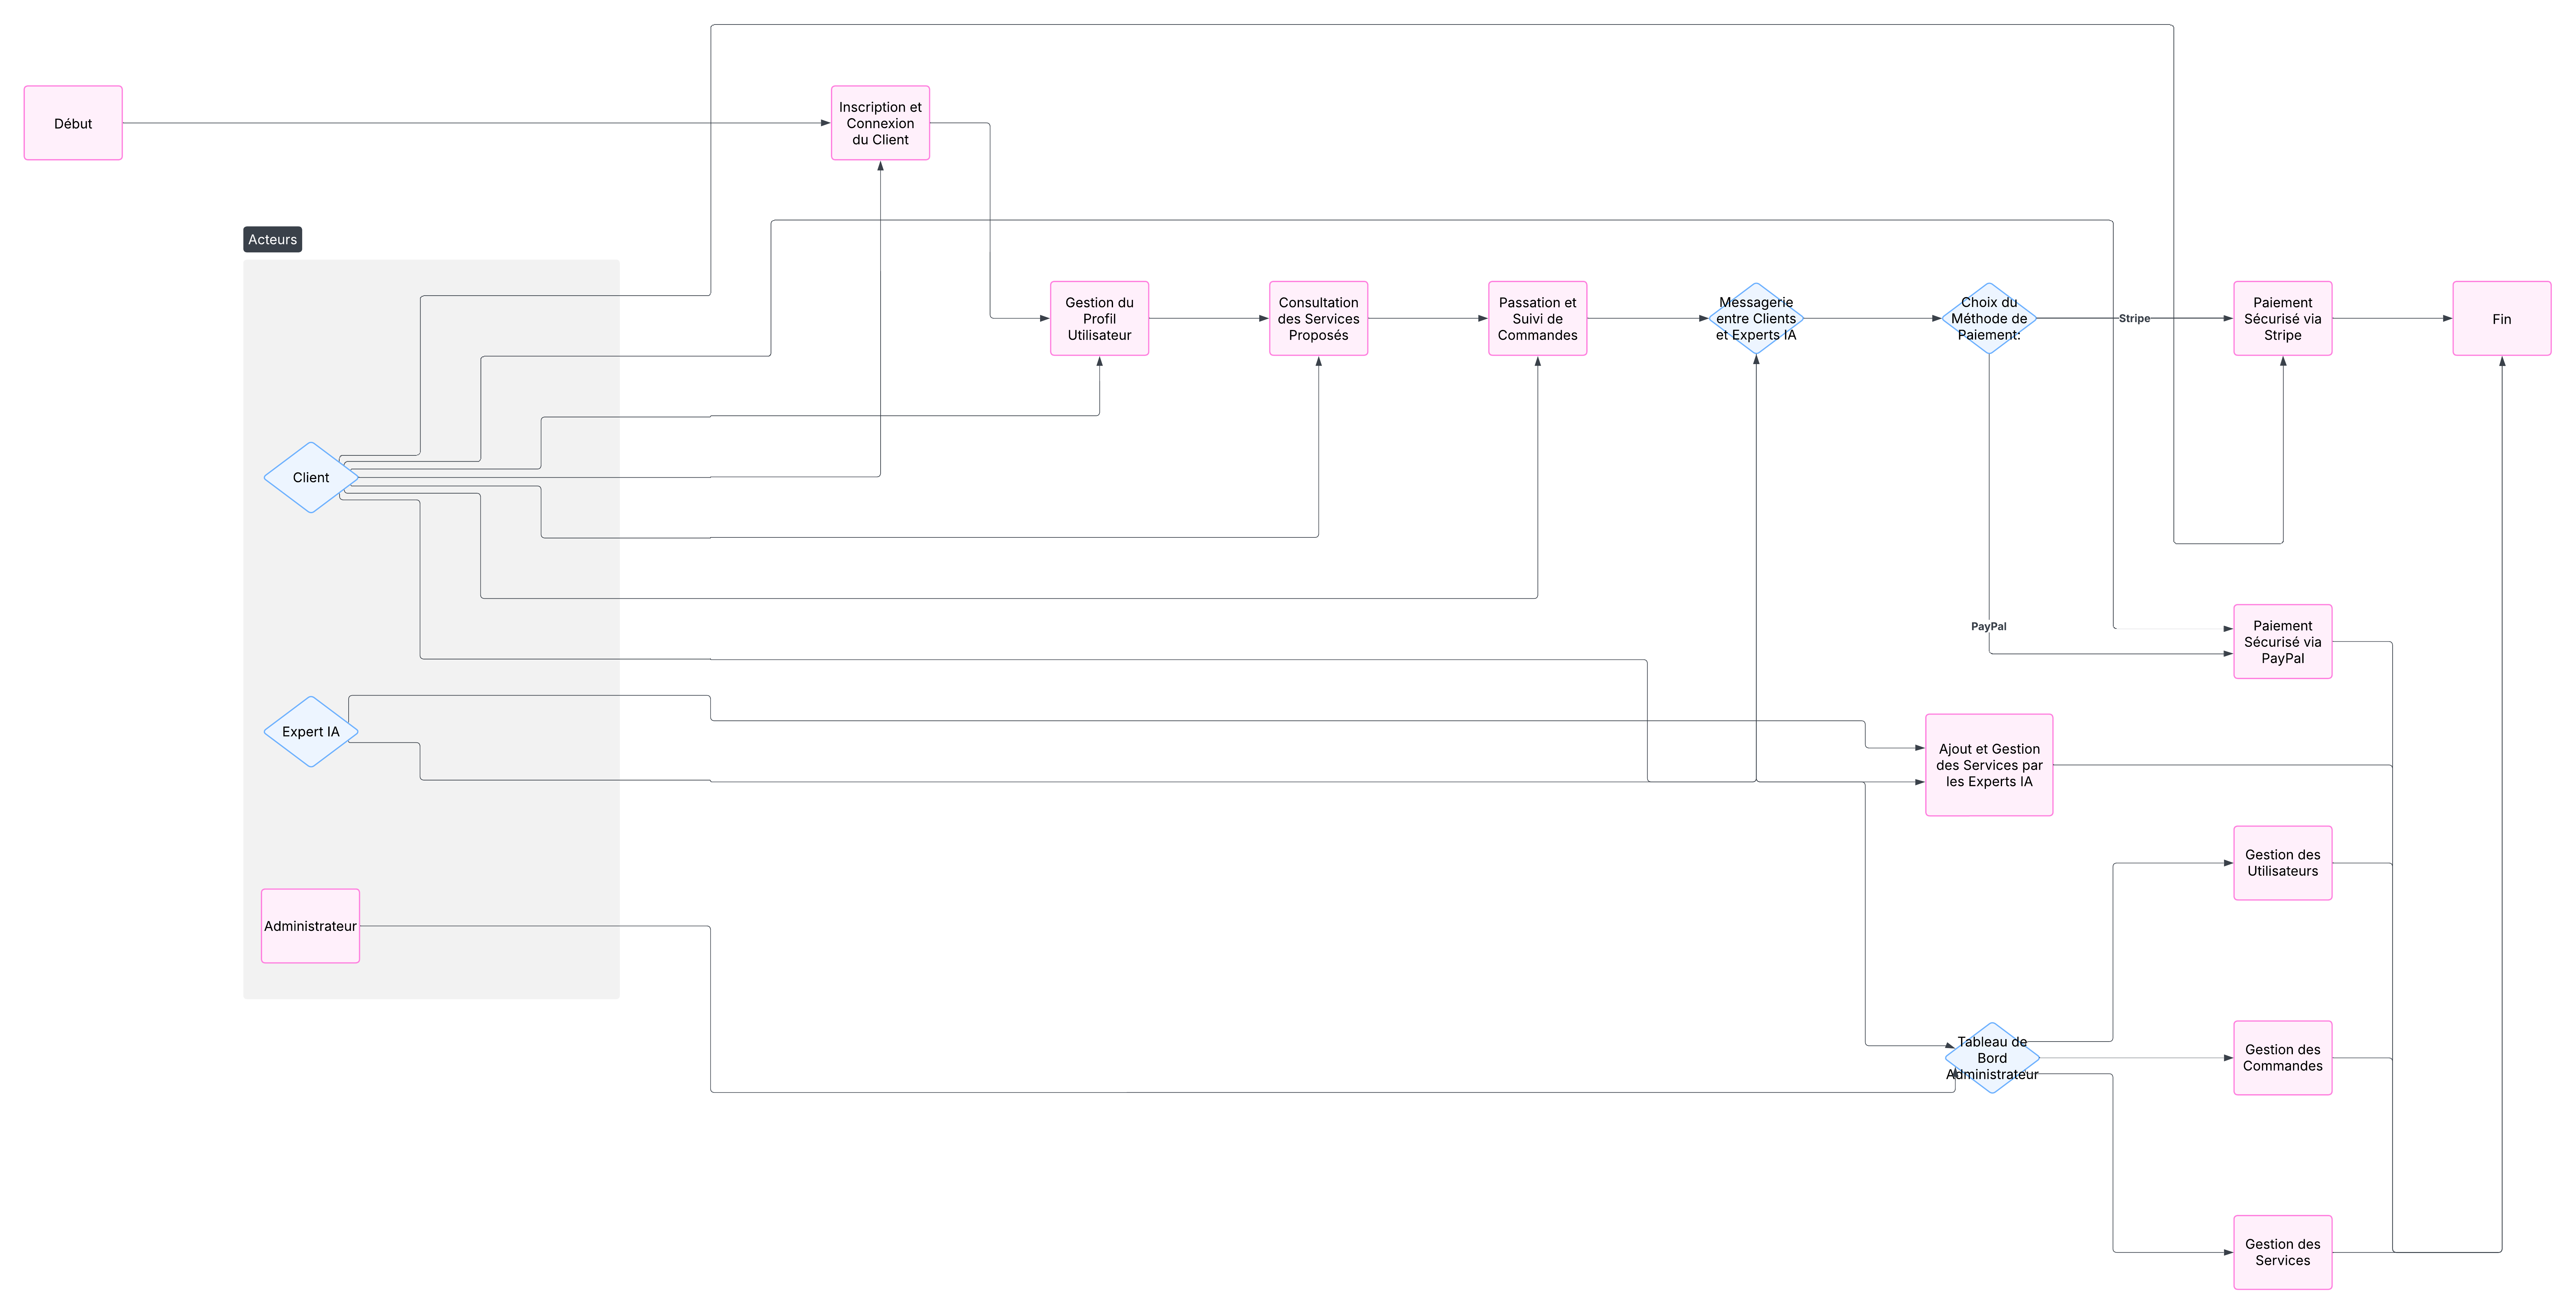 Début
Inscription et
Connexion
du Client
Acteurs
Gestion du
Profil
Utilisateur
Consultation
des Services
Proposés
Passation et
Suivi de
Commandes
Messagerie
entre Clients
et Experts IA
Choix du
Méthode de
Paiement:
Stripe
Paiement
Sécurisé via
Stripe
Fin
Client
PayPal
Paiement
Sécurisé via
PayPal
Expert IA
Ajout et Gestion
des Services par
les Experts IA
Gestion des
Utilisateurs
Administrateur
Tableau de
Bord
Administrateur
Gestion des
Commandes
Gestion des
Services